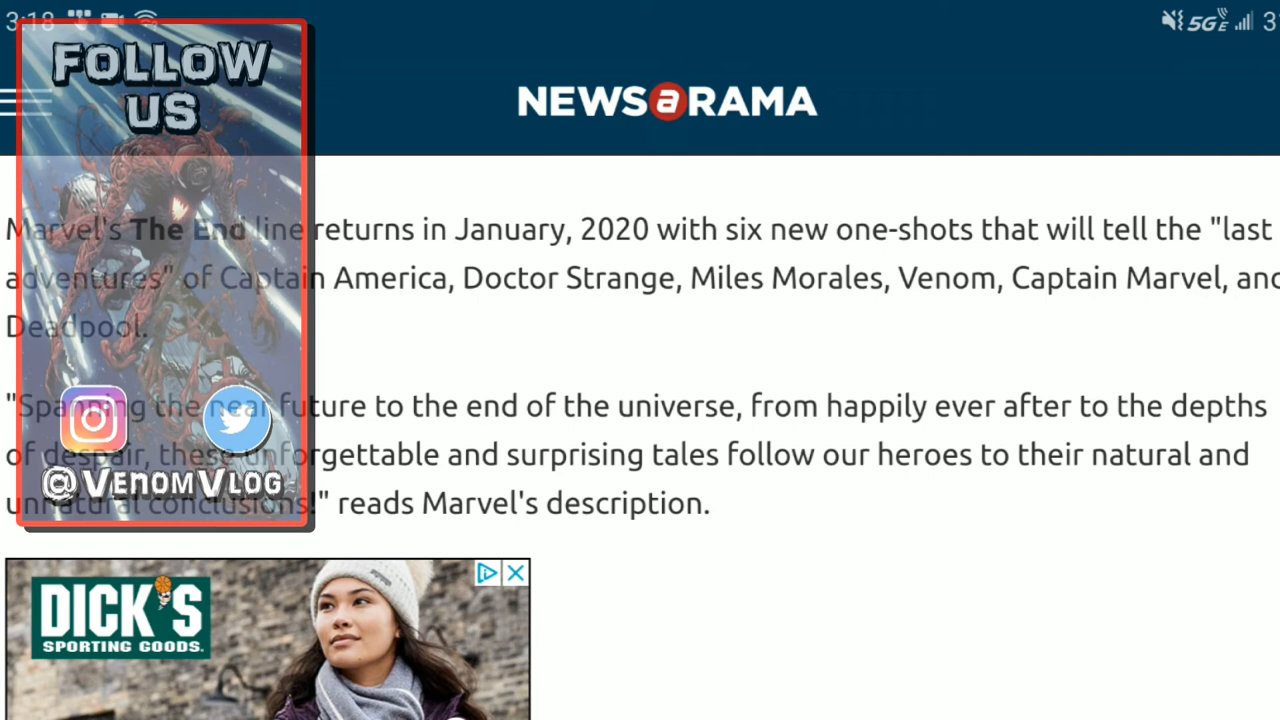 3:18
5G E
3
FOLLOW
US
NEWSaRAMA
Marvel's The End line returns in January, 2020 with six new one-shots that will tell the "last
adventures" of Captain America, Doctor Strange, Miles Morales, Venom, Captain Marvel, and
Deadpool.
"Spanning the near future to the end of the universe, from happily ever after to the depths
of despair, these unforgettable and surprising tales follow our heroes to their natural and
unnatural conclusions!" reads Marvel's description.
@VenomVlog
DICK'S
SPORTING GOODS.